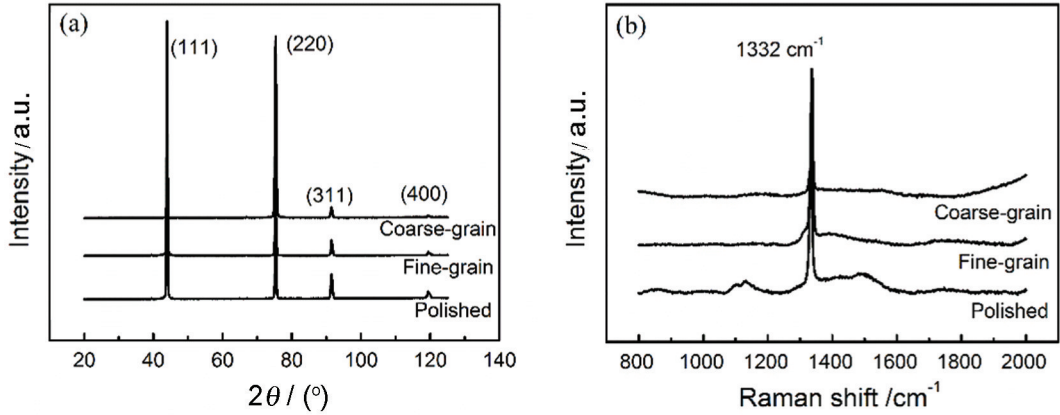 (a)
(111)
(220)
(311)
(400)
Coarse-grain
Fine-grain
Polished
Intensity/a.u.
20 40 60 80 100 120 140
2θ / (°)
(b)
1332 cm⁻¹
Coarse-grain
Fine-grain
Polished
Intensity/a.u.
800 1000 1200 1400 1600 1800 2000
Raman shift /cm⁻¹